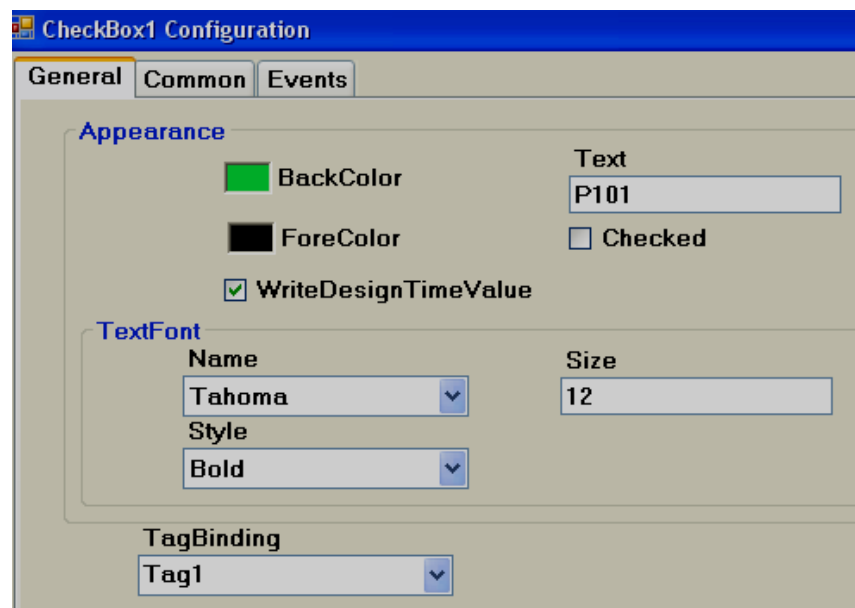 CheckBox1 Configuration
General Common Events
Appearance
BackColor
Text
P101
ForeColor
Checked
WriteDesignTimeValue
TextFont
Name
Size
Tahoma
12
Style
Bold
TagBinding
Tag1